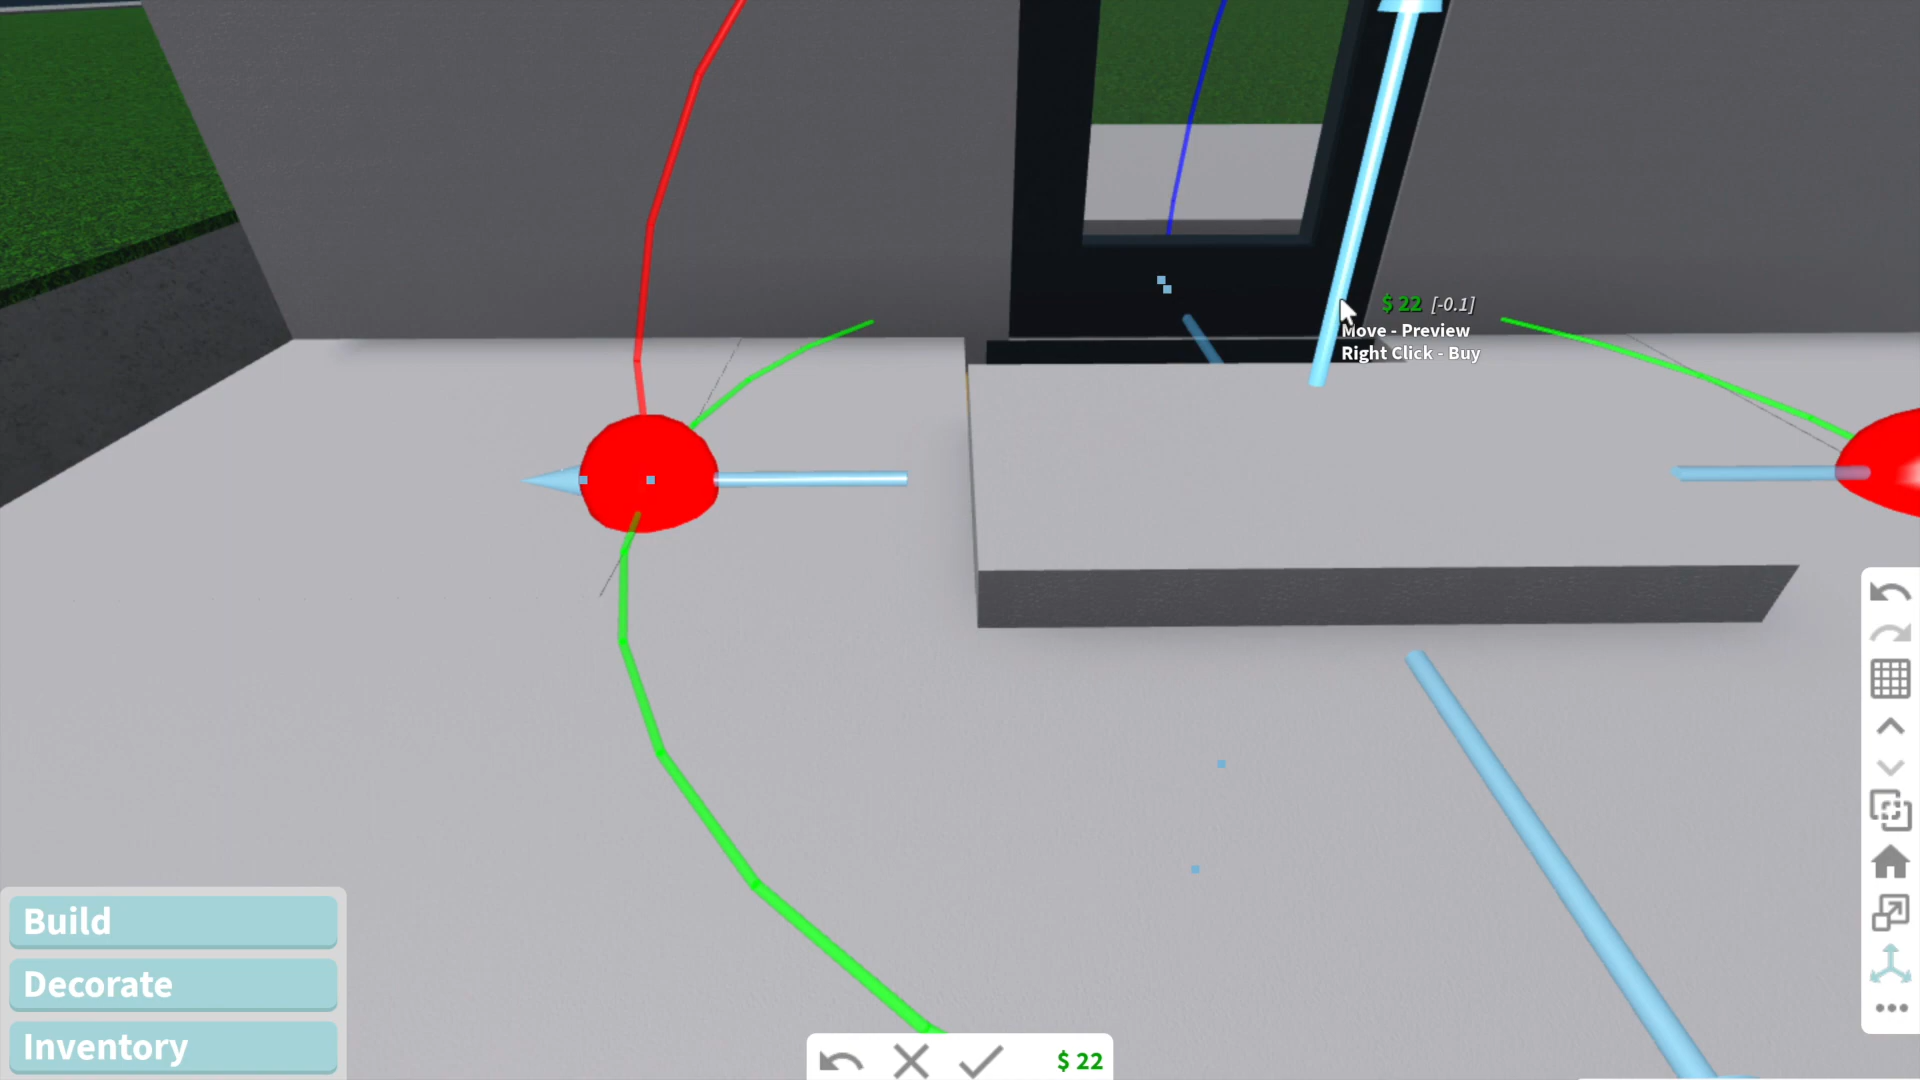 $ 22 [-0.1]
Move - Preview
Right Click - Buy
Build
Decorate
Inventory
$ 22